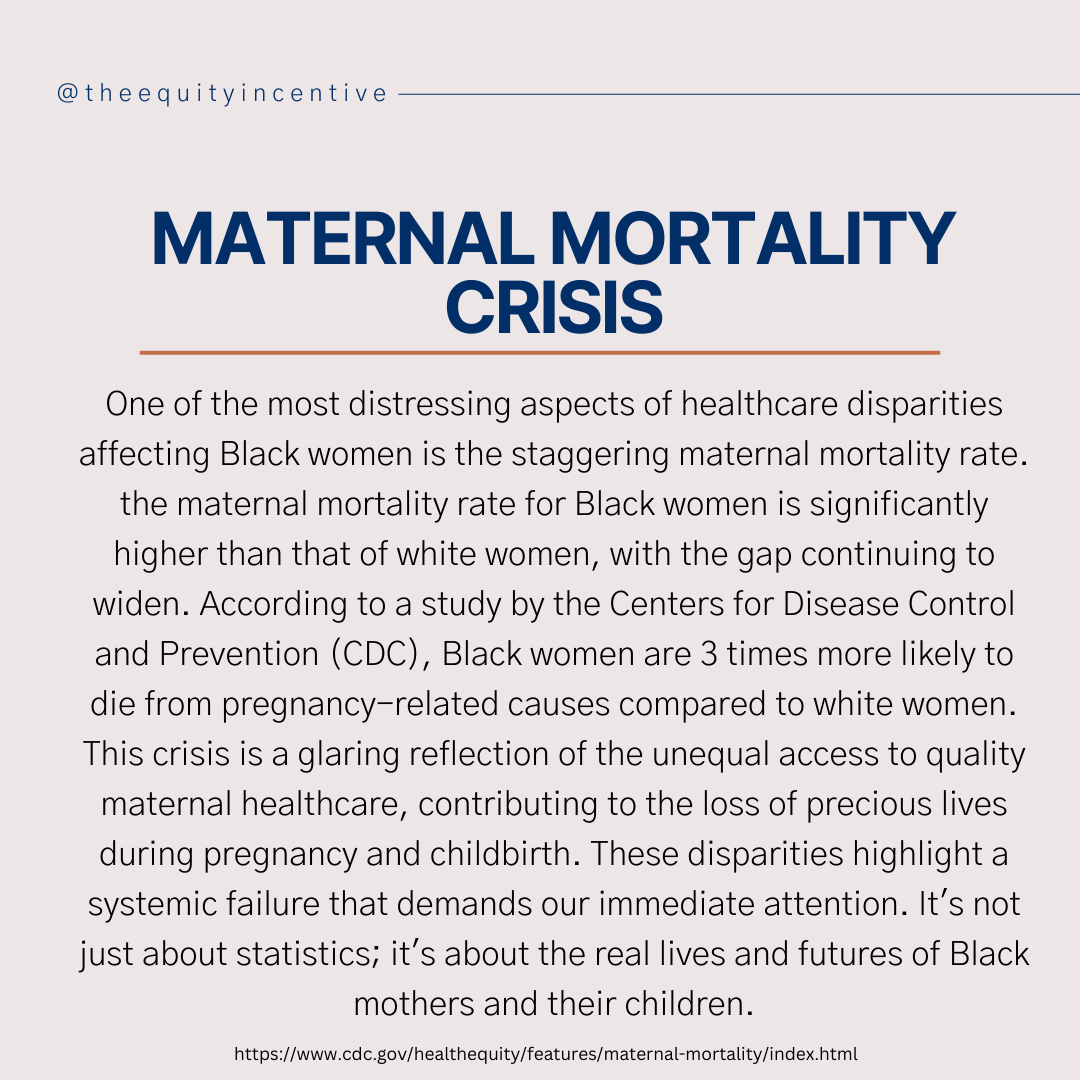 @theequityincentive
MATERNAL MORTALITY
CRISIS
One of the most distressing aspects of healthcare disparities
affecting Black women is the staggering maternal mortality rate.
the maternal mortality rate for Black women is significantly
higher than that of white women, with the gap continuing to
widen. According to a study by the Centers for Disease Control
and Prevention (CDC), Black women are 3 times more likely to
die from pregnancy-related causes compared to white women.
This crisis is a glaring reflection of the unequal access to quality
maternal healthcare, contributing to the loss of precious lives
during pregnancy and childbirth. These disparities highlight a
systemic failure that demands our immediate attention. It's not
just about statistics; it's about the real lives and futures of Black
mothers and their children.
https://www.cdc.gov/healthequity/features/maternal-mortality/index.html